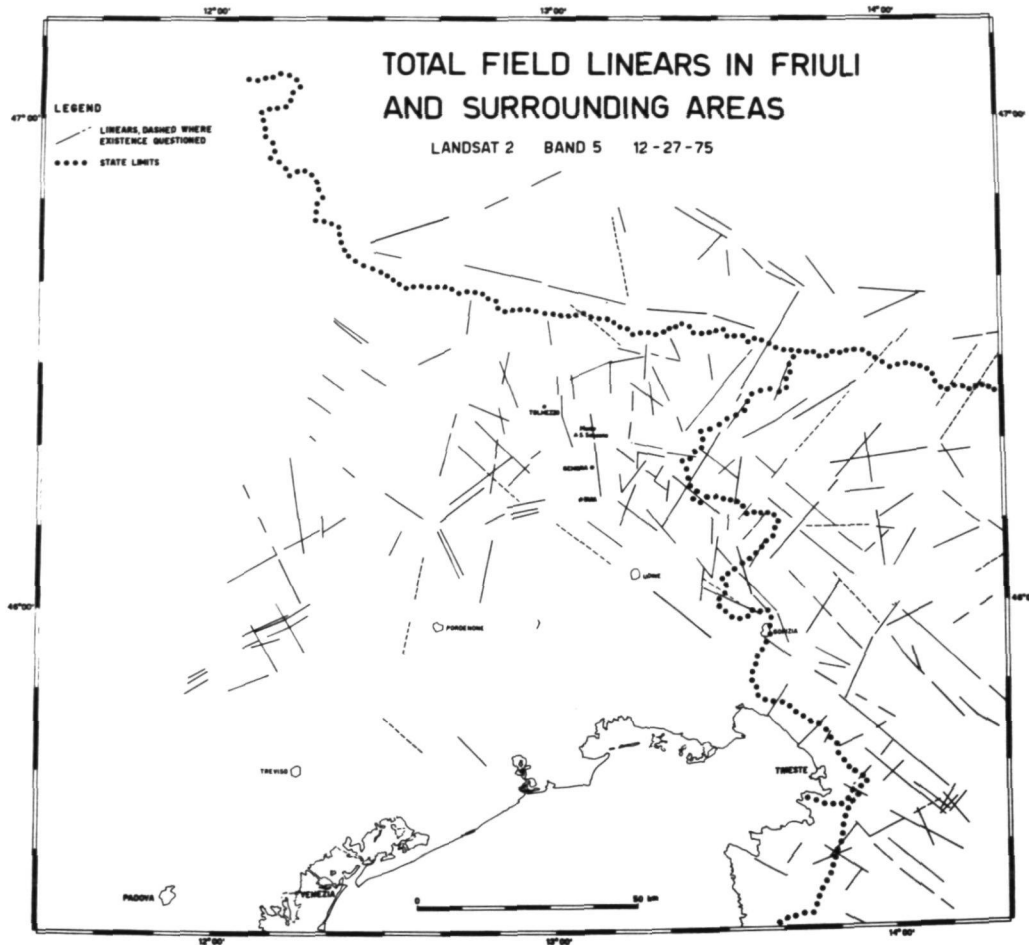 12°00' 13°00' 14°00'
TOTAL FIELD LINEARS IN FRIULI
AND SURROUNDING AREAS
LANDSAT 2 BAND 5 12-27-75
LEGEND
LINEARS, DASHED WHERE
EXISTENCE QUESTIONED
STATE LIMITS
47°00' 47°00'
TOLMEZZO
GEMONA
UDINE
46°00'
PORDENONE
GORIZIA
TREVISO
TRIESTE
PADOVA
VENEZIA
0 50 km
12°00' 13°00' 14°00'